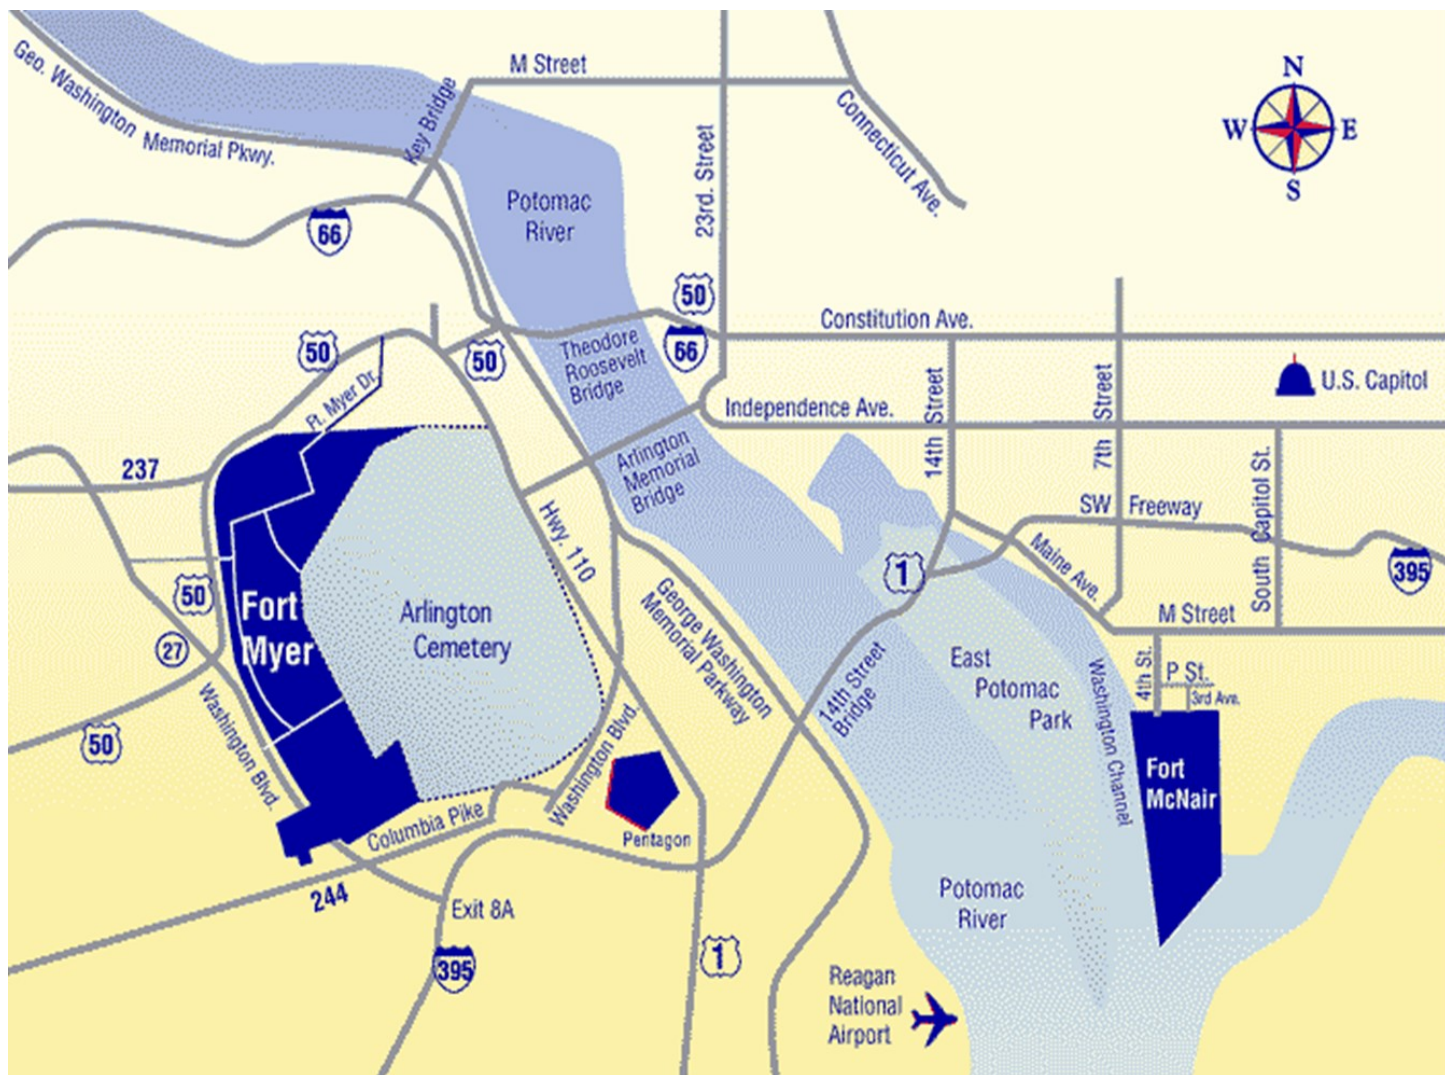 M Street
N
W
E
S
Geo. Washington
Memorial Pkwy.
Key Bridge
Connecticut Ave.
23rd. Street
Potomac
River
66
50
Constitution Ave.
Theodore
Roosevelt
Bridge
66
50
50
Ft. Myer Dr.
U.S. Capitol
Independence Ave.
14th Street
7th Street
237
Arlington
Memorial
Bridge
Hwy. 110
SW Freeway
South Capitol St.
Maine Ave.
1
395
50
Fort
Myer
Arlington
Cemetery
27
George Washington
Memorial Parkway
M Street
East
Potomac
Park
14th Street
Bridge
4th St.
P St.
3rd Ave.
Washington Channel
50
Washington Blvd.
Washington Blvd.
Fort
McNair
Columbia Pike
Pentagon
244
Exit 8A
Potomac
River
395
1
Reagan
National
Airport